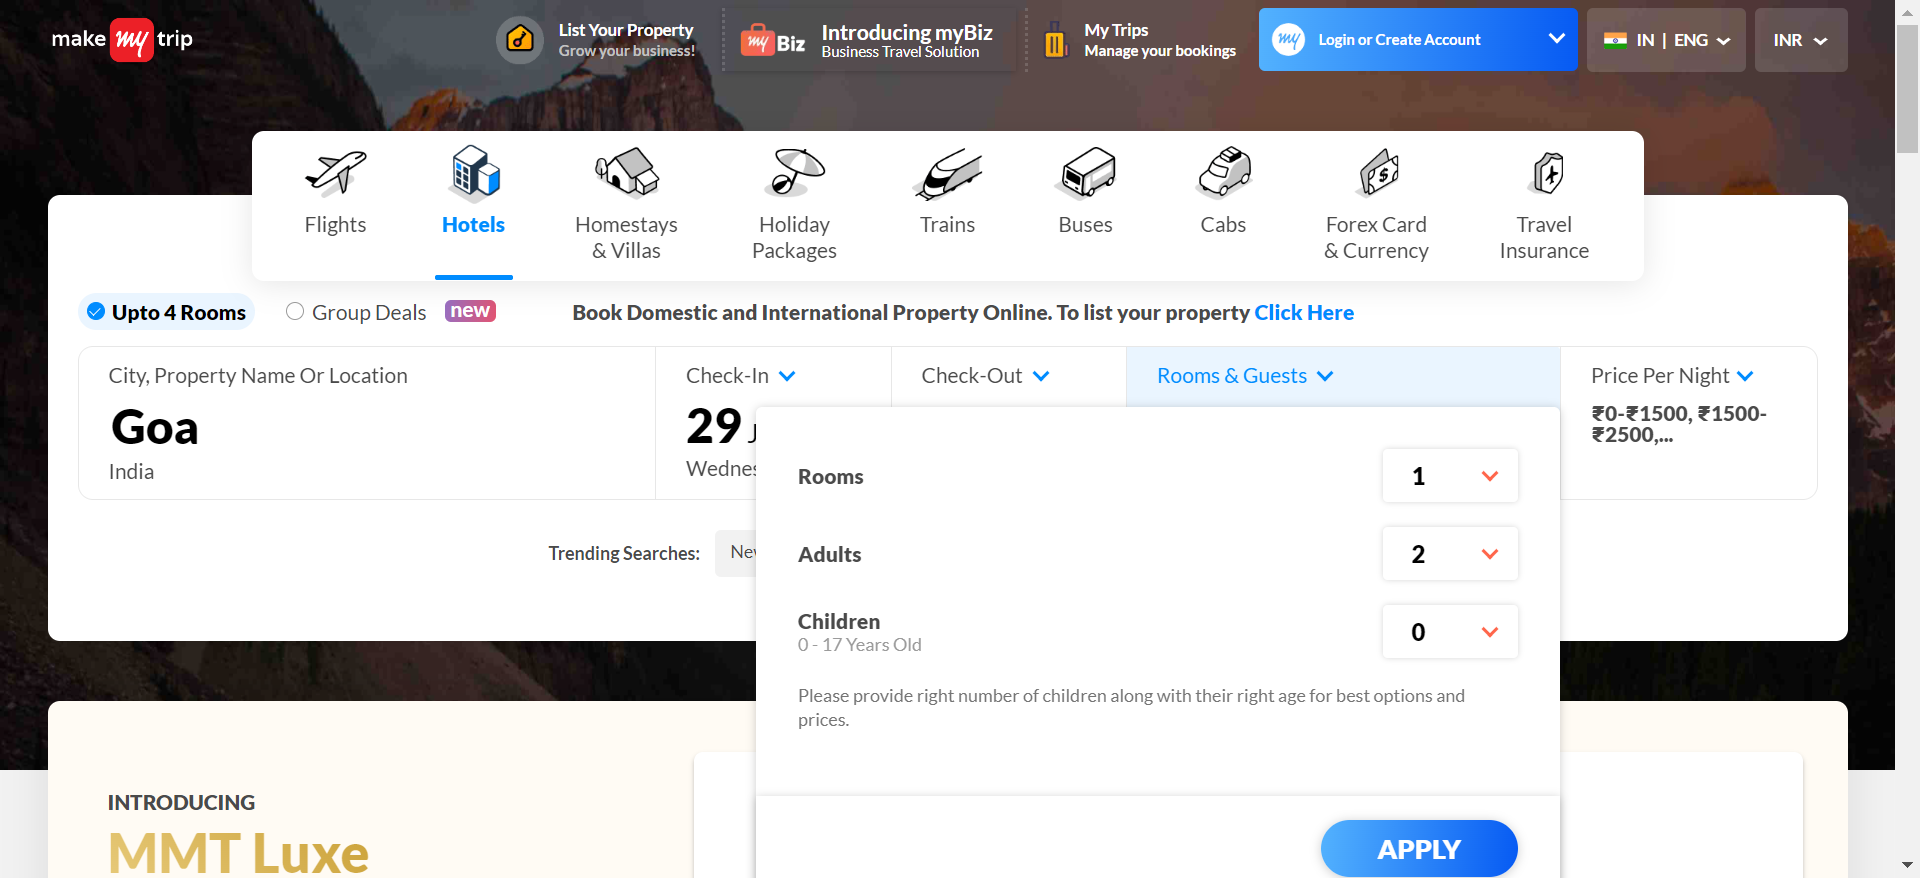 make my trip
List Your Property
Grow your business!
my Biz
Introducing myBiz
Business Travel Solution
My Trips
Manage your bookings
my
Login or Create Account
IN | ENG
INR
Flights
Hotels
Homestays
& Villas
Holiday
Packages
Trains
Buses
Cabs
Forex Card
& Currency
Travel
Insurance
Upto 4 Rooms
Group Deals
new
Book Domestic and International Property Online. To list your property Click Here
City, Property Name Or Location
Goa
India
Check-In
29
Check-Out
Rooms & Guests
Price Per Night
₹0-₹1500, ₹1500-
₹2500,...
Trending Searches:
Rooms
1
Adults
2
Children
0 - 17 Years Old
0
Please provide right number of children along with their right age for best options and
prices.
APPLY
INTRODUCING
MMT Luxe